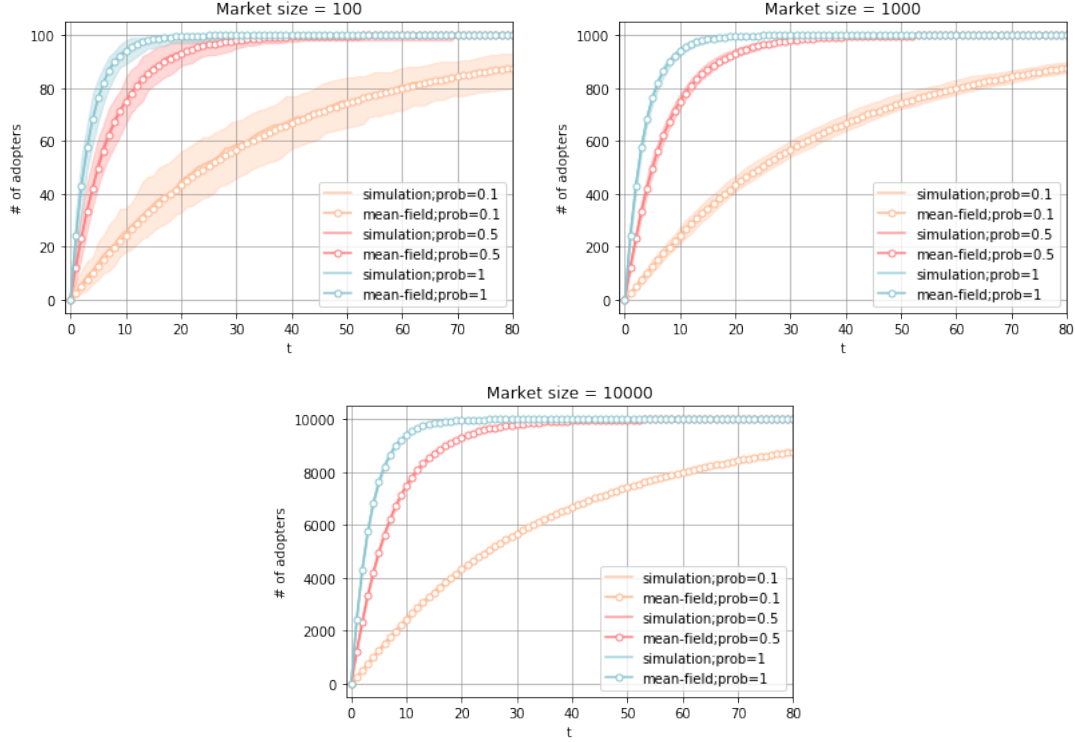 Market size = 100
100
80
60
40
20
0
# of adopters
simulation;prob=0.1
mean-field;prob=0.1
simulation;prob=0.5
mean-field;prob=0.5
simulation;prob=1
mean-field;prob=1
0 10 20 30 40 50 60 70 80
t
Market size = 1000
1000
800
600
400
200
0
# of adopters
simulation;prob=0.1
mean-field;prob=0.1
simulation;prob=0.5
mean-field;prob=0.5
simulation;prob=1
mean-field;prob=1
0 10 20 30 40 50 60 70 80
t
Market size = 10000
10000
8000
6000
4000
2000
0
# of adopters
simulation;prob=0.1
mean-field;prob=0.1
simulation;prob=0.5
mean-field;prob=0.5
simulation;prob=1
mean-field;prob=1
0 10 20 30 40 50 60 70 80
t